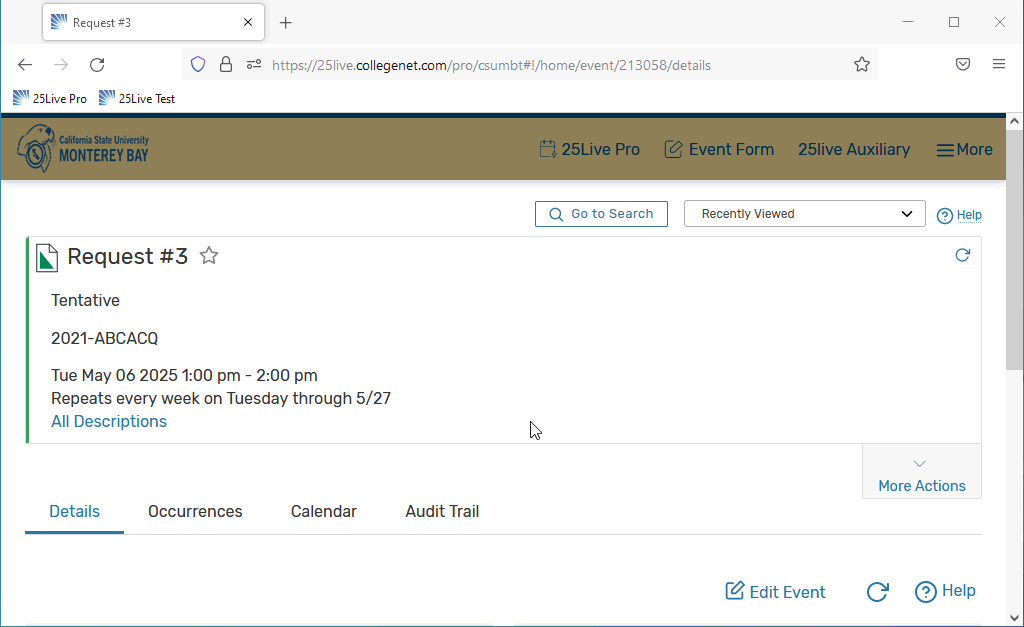 Request #3
https://25live.collegenet.com/pro/csumbt#!/home/event/213058/details
25Live Pro 25Live Test
California State University
MONTEREY BAY
25Live Pro Event Form 25live Auxiliary More
Go to Search Recently Viewed Help
Request #3
Tentative
2021-ABCACQ
Tue May 06 2025 1:00 pm - 2:00 pm
Repeats every week on Tuesday through 5/27
All Descriptions
More Actions
Details Occurrences Calendar Audit Trail
Edit Event Help